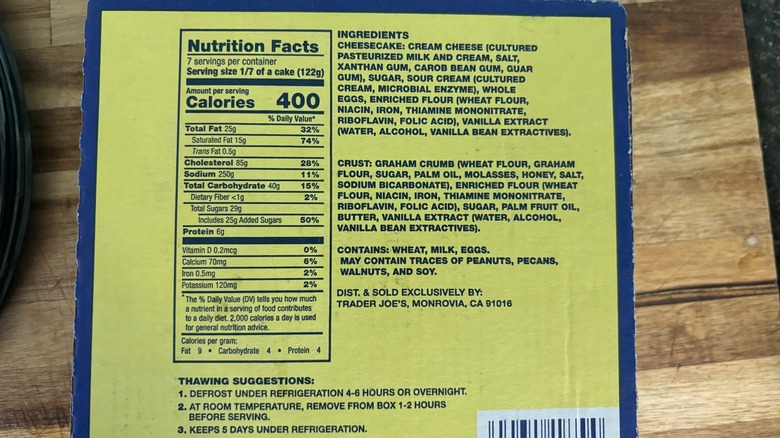 Nutrition Facts
7 servings per container
Serving size 1/7 of a cake (122g)
Amount per serving
Calories 400
% Daily Value*
Total Fat 25g 32%
Saturated Fat 15g 74%
Trans Fat 0.5g
Cholesterol 85g 28%
Sodium 250g 11%
Total Carbohydrate 40g 15%
Dietary Fiber <1g 2%
Total Sugars 29g
Includes 25g Added Sugars 50%
Protein 6g
Vitamin D 0.2mcg 0%
Calcium 70mg 6%
Iron 0.5mg 2%
Potassium 120mg 2%
*The % Daily Value (DV) tells you how much
a nutrient in a serving of food contributes
to a daily diet. 2,000 calories a day is used
for general nutrition advice.
Calories per gram:
Fat 9 • Carbohydrate 4 • Protein 4
INGREDIENTS
CHEESECAKE: CREAM CHEESE (CULTURED
PASTEURIZED MILK AND CREAM, SALT,
XANTHAN GUM, CAROB BEAN GUM, GUAR
GUM), SUGAR, SOUR CREAM (CULTURED
CREAM, MICROBIAL ENZYME), WHOLE
EGGS, ENRICHED FLOUR (WHEAT FLOUR,
NIACIN, IRON, THIAMINE MONONITRATE,
RIBOFLAVIN, FOLIC ACID), VANILLA EXTRACT
(WATER, ALCOHOL, VANILLA BEAN EXTRACTIVES).
CRUST: GRAHAM CRUMB (WHEAT FLOUR, GRAHAM
FLOUR, SUGAR, PALM OIL, MOLASSES, HONEY, SALT,
SODIUM BICARBONATE), ENRICHED FLOUR (WHEAT
FLOUR, NIACIN, IRON, THIAMINE MONONITRATE,
RIBOFLAVIN, FOLIC ACID), SUGAR, PALM FRUIT OIL,
BUTTER, VANILLA EXTRACT (WATER, ALCOHOL,
VANILLA BEAN EXTRACTIVES).
CONTAINS: WHEAT, MILK, EGGS.
MAY CONTAIN TRACES OF PEANUTS, PECANS,
WALNUTS, AND SOY.
DIST. & SOLD EXCLUSIVELY BY:
TRADER JOE'S, MONROVIA, CA 91016
THAWING SUGGESTIONS:
1. DEFROST UNDER REFRIGERATION 4-6 HOURS OR OVERNIGHT.
2. AT ROOM TEMPERATURE, REMOVE FROM BOX 1-2 HOURS
BEFORE SERVING.
3. KEEPS 5 DAYS UNDER REFRIGERATION.